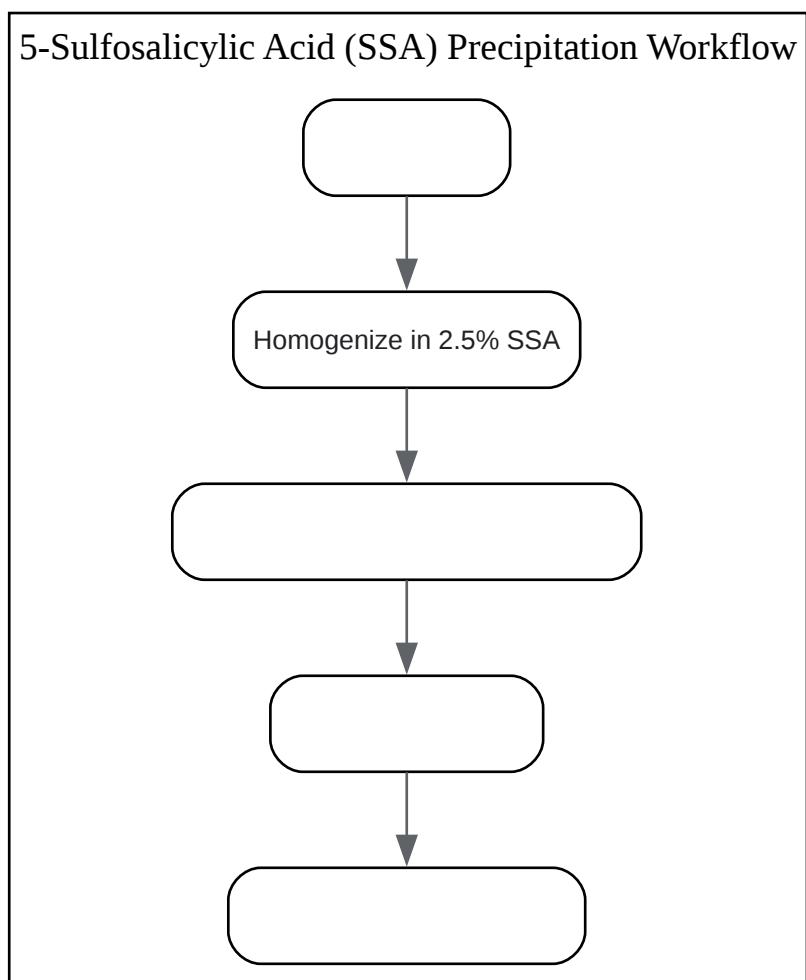 5-Sulfosalicylic Acid (SSA) Precipitation Workflow
Homogenize in 2.5% SSA